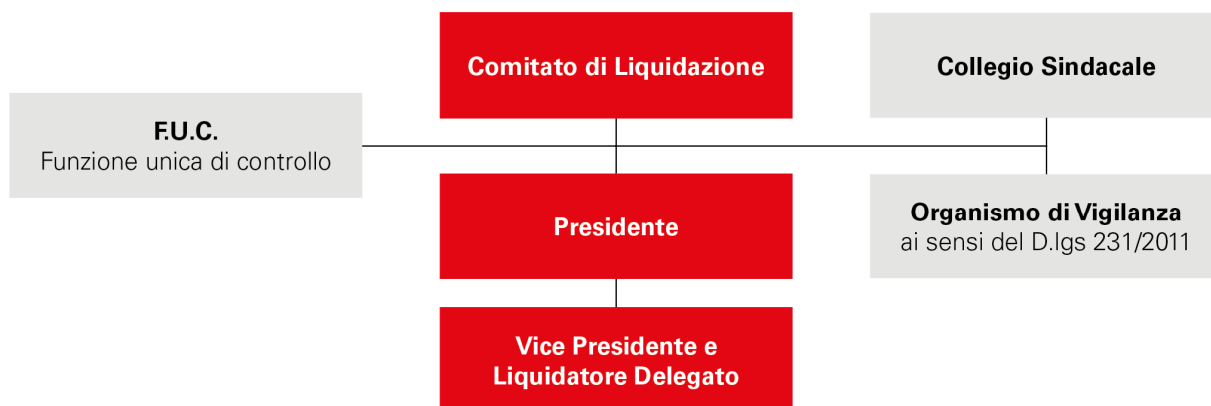 Comitato di Liquidazione
Collegio Sindacale
F.U.C.
Funzione unica di controllo
Presidente
Organismo di Vigilanza
ai sensi del D.lgs 231/2011
Vice Presidente e
Liquidatore Delegato